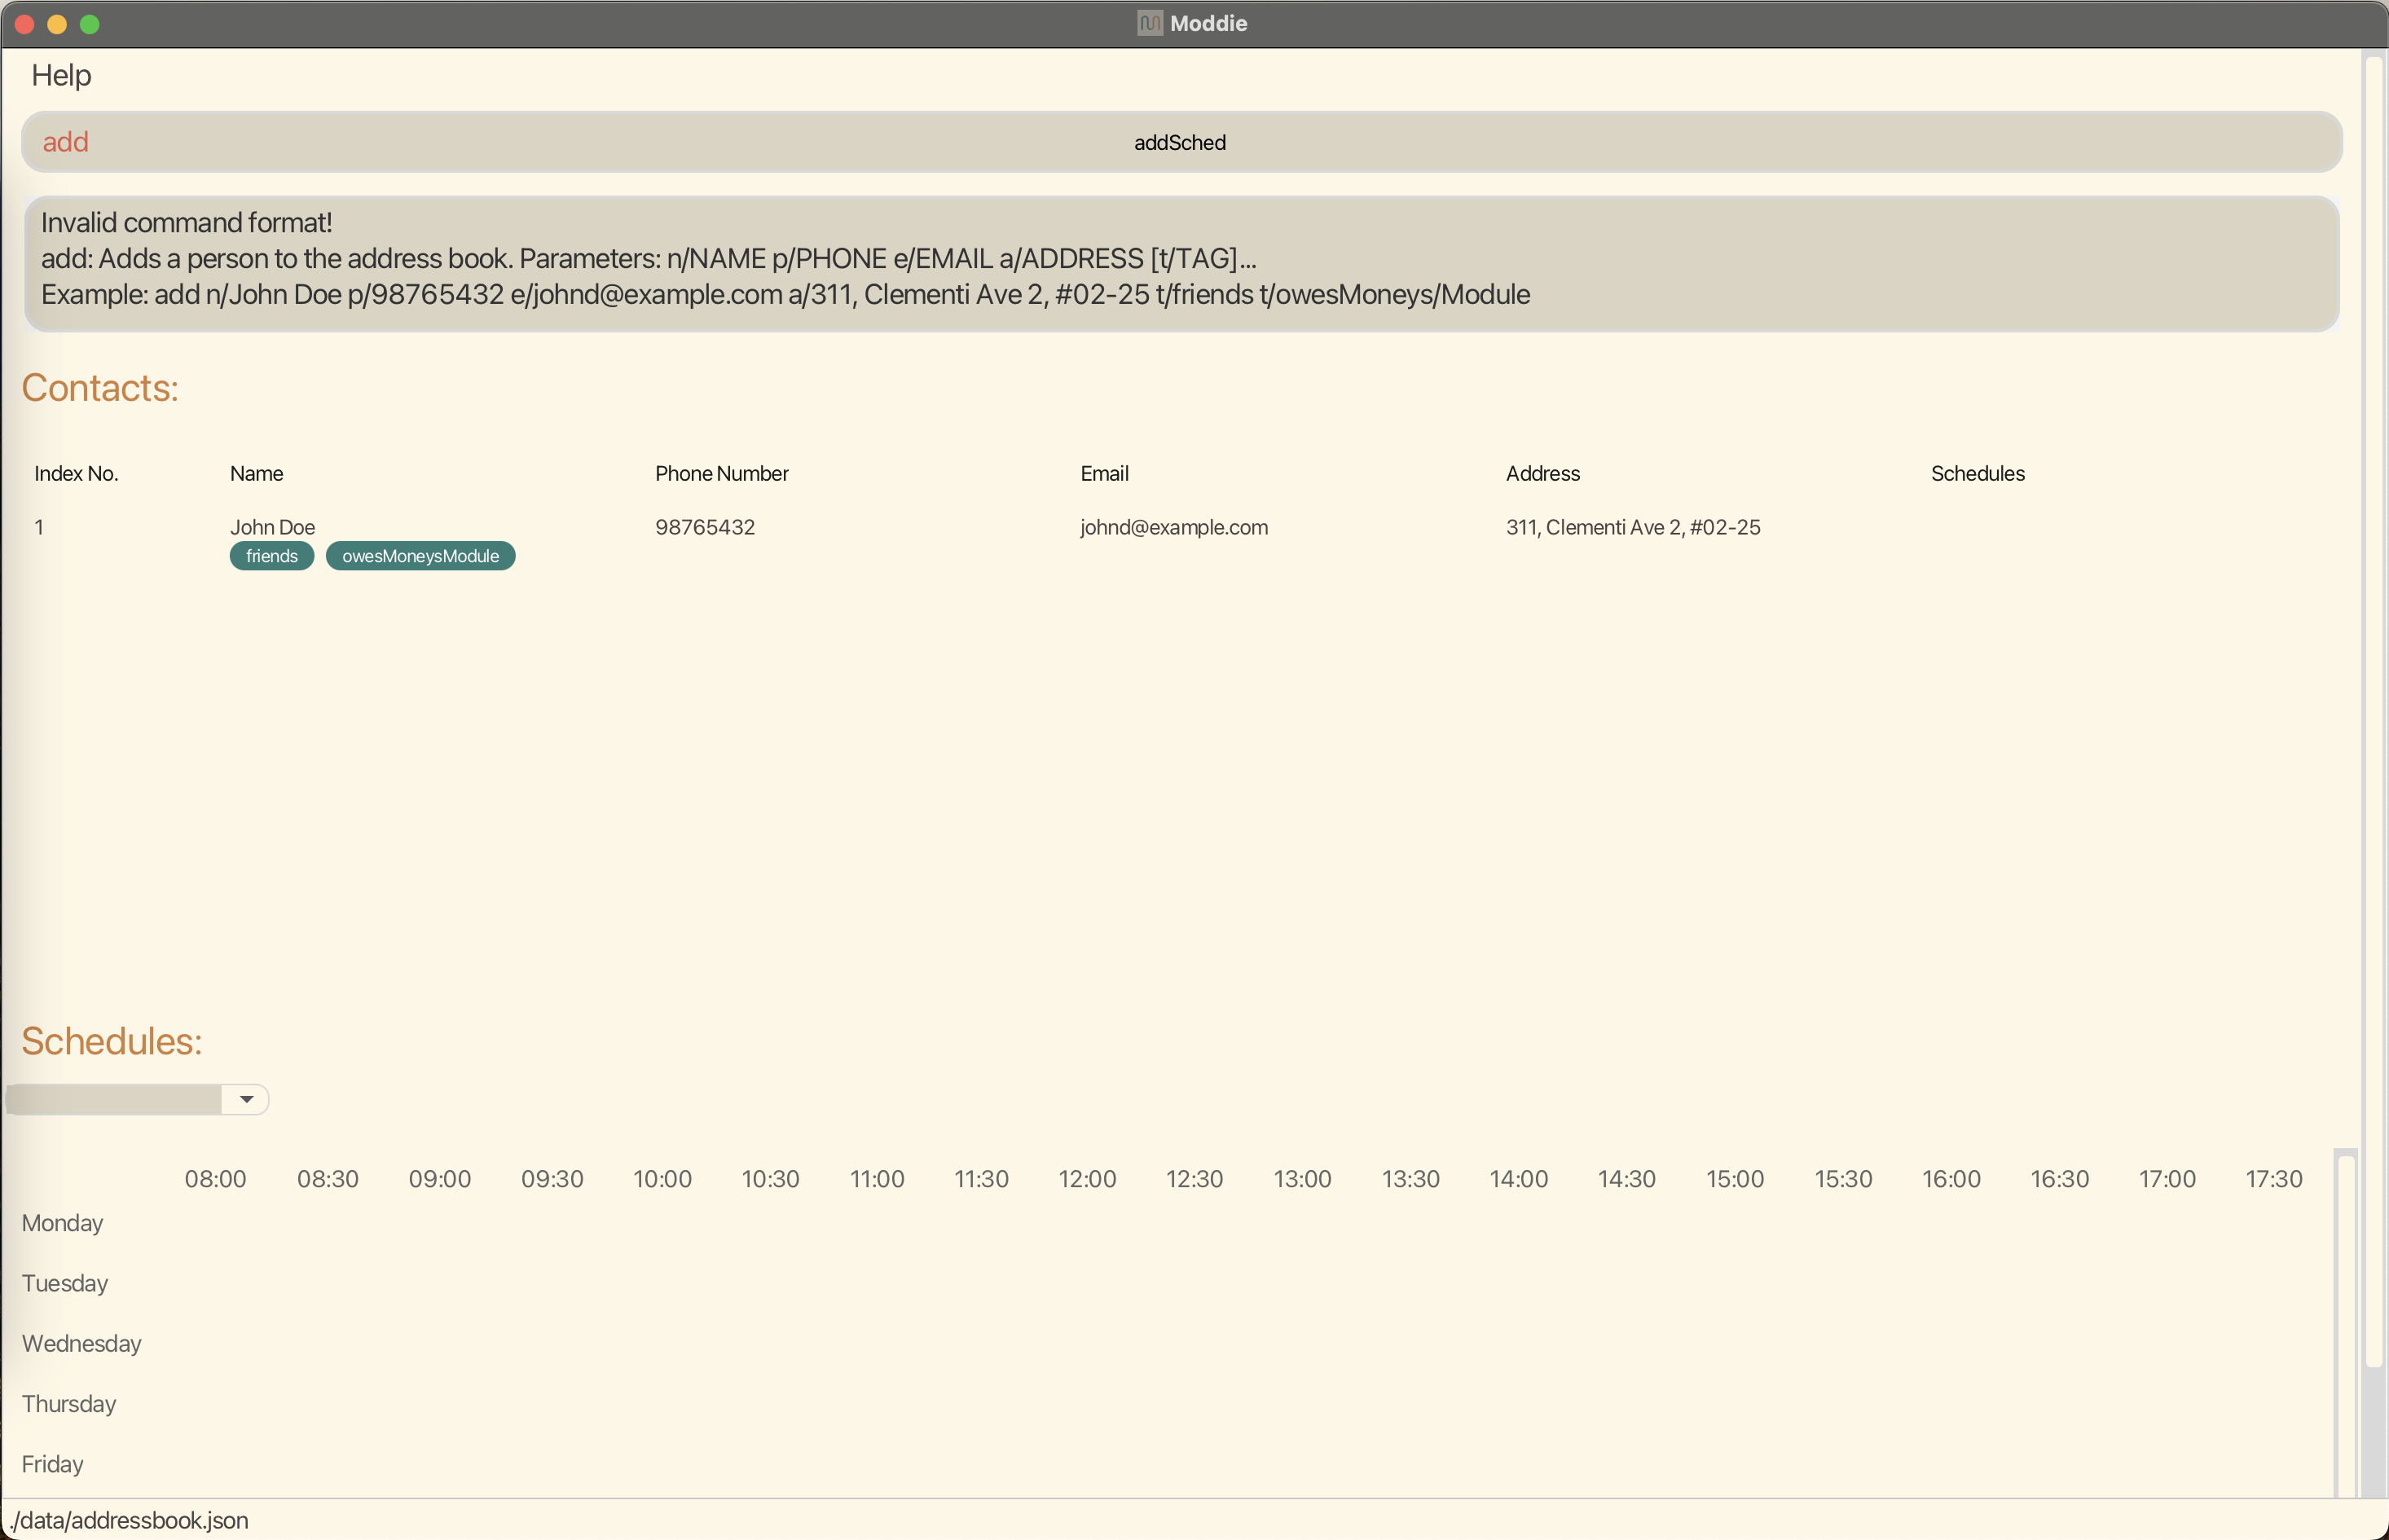 Moddie
Help
add addSched
Invalid command format!
add: Adds a person to the address book. Parameters: n/NAME p/PHONE e/EMAIL a/ADDRESS [t/TAG]...
Example: add n/John Doe p/98765432 e/johnd@example.com a/311, Clementi Ave 2, #02-25 t/friends t/owesMoneys/Module
Contacts:
Index No. Name Phone Number Email Address Schedules
1 John Doe 98765432 johnd@example.com 311, Clementi Ave 2, #02-25
friends owesMoneysModule
Schedules:
08:00 08:30 09:00 09:30 10:00 10:30 11:00 11:30 12:00 12:30 13:00 13:30 14:00 14:30 15:00 15:30 16:00 16:30 17:00 17:30
Monday
Tuesday
Wednesday
Thursday
Friday
./data/addressbook.json